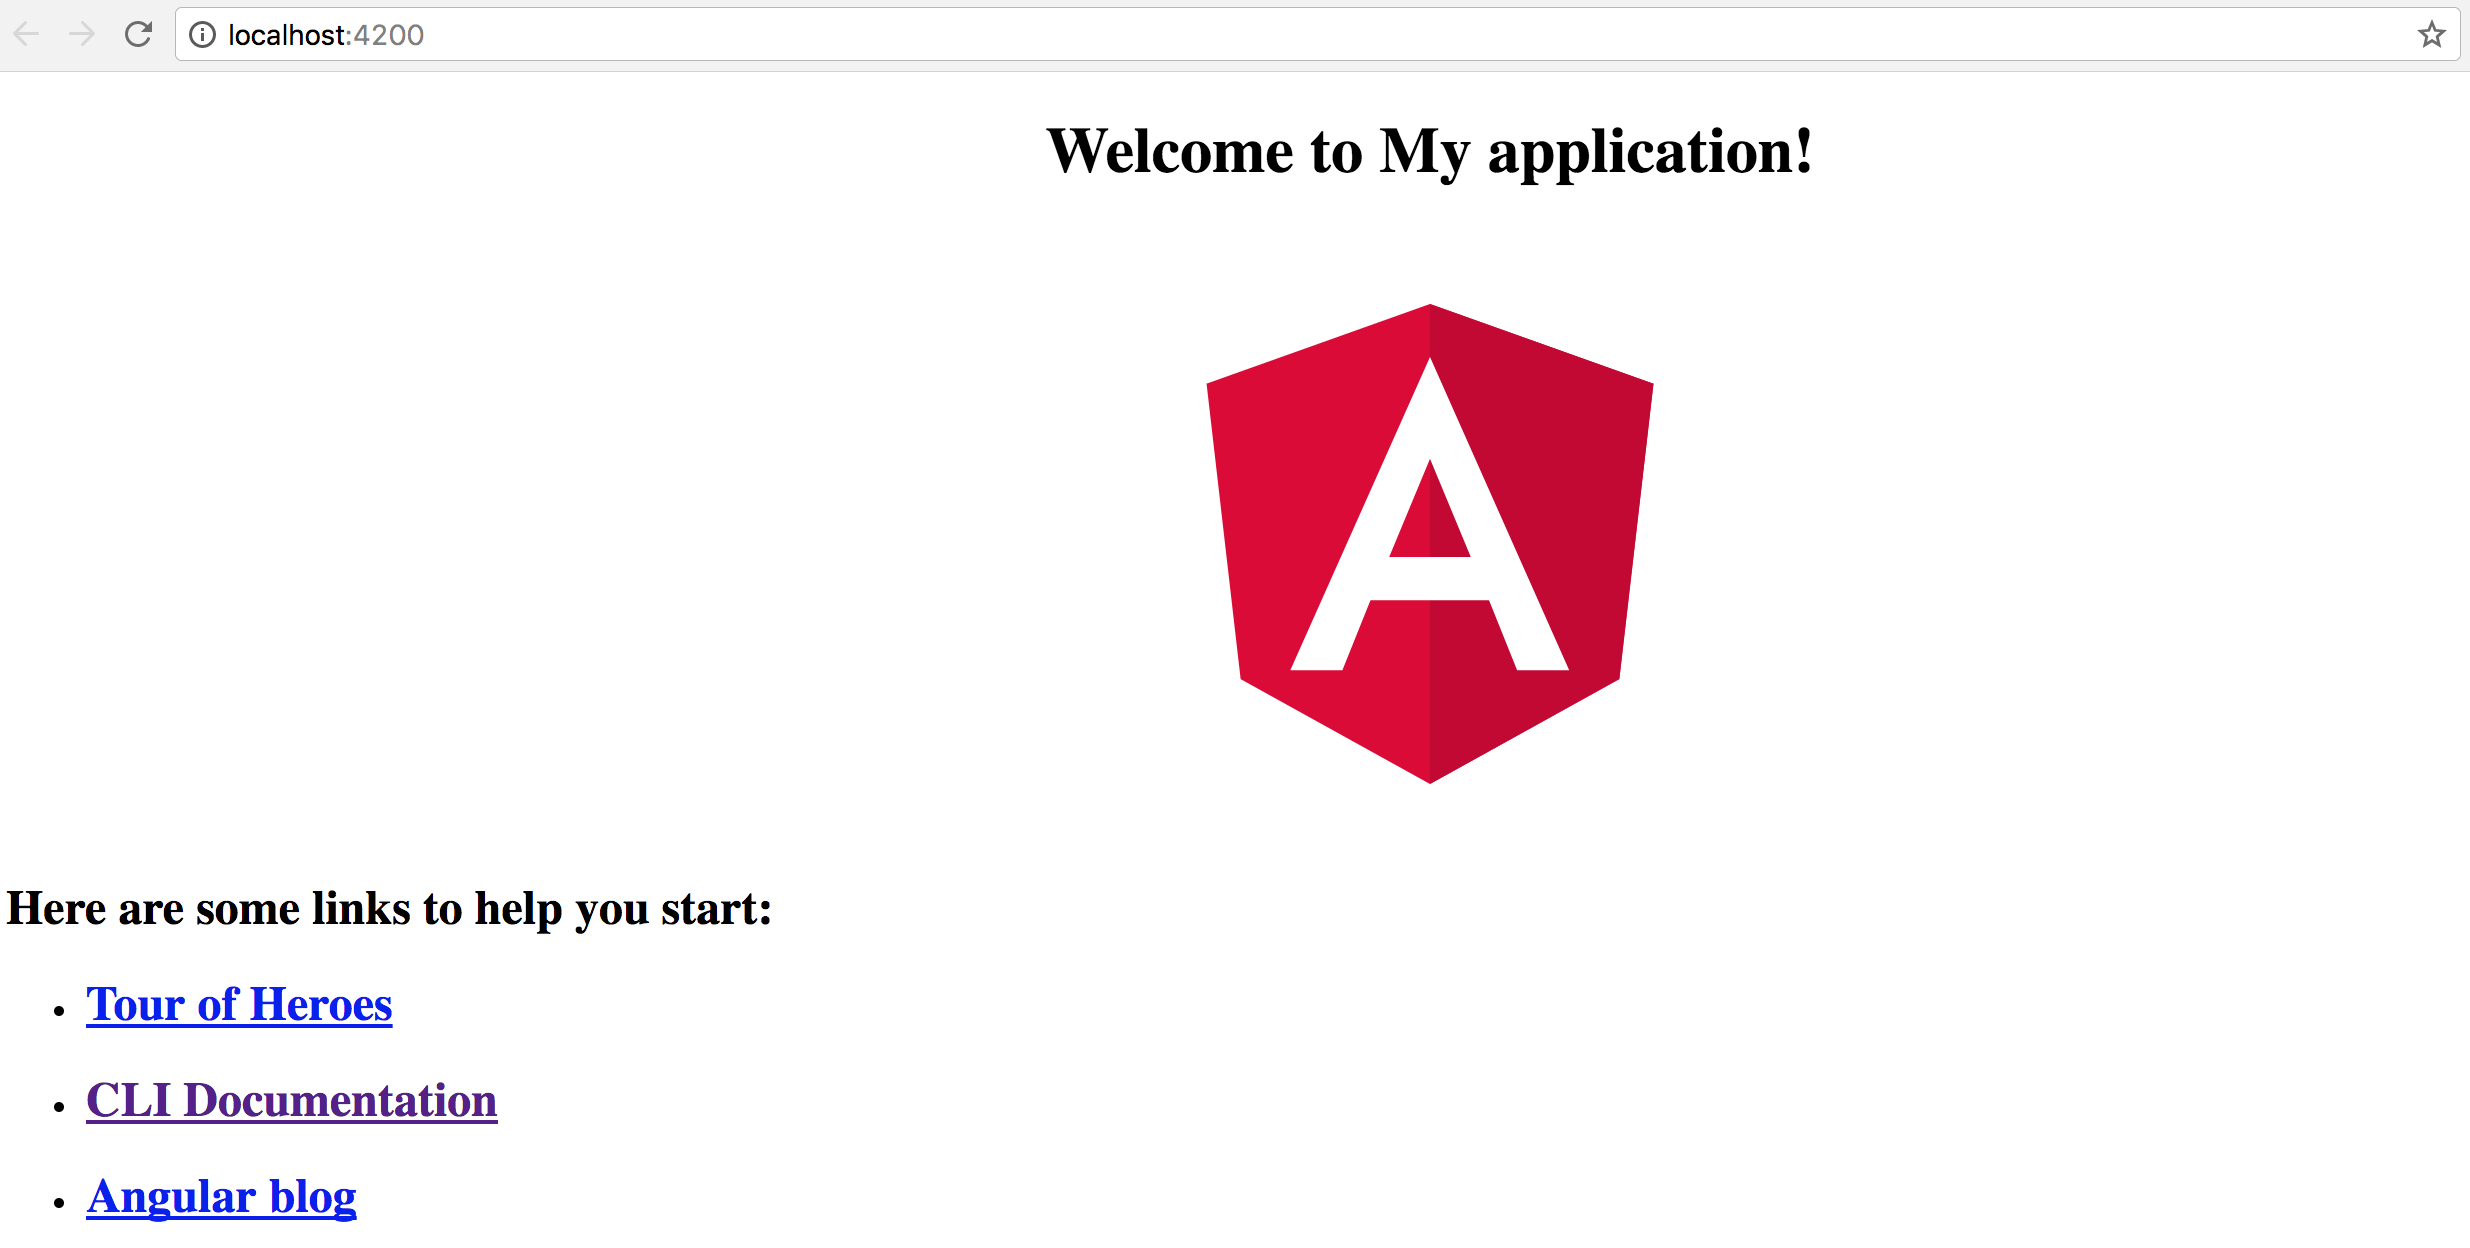 localhost:4200
Welcome to My application!
A
Here are some links to help you start:
Tour of Heroes
CLI Documentation
Angular blog